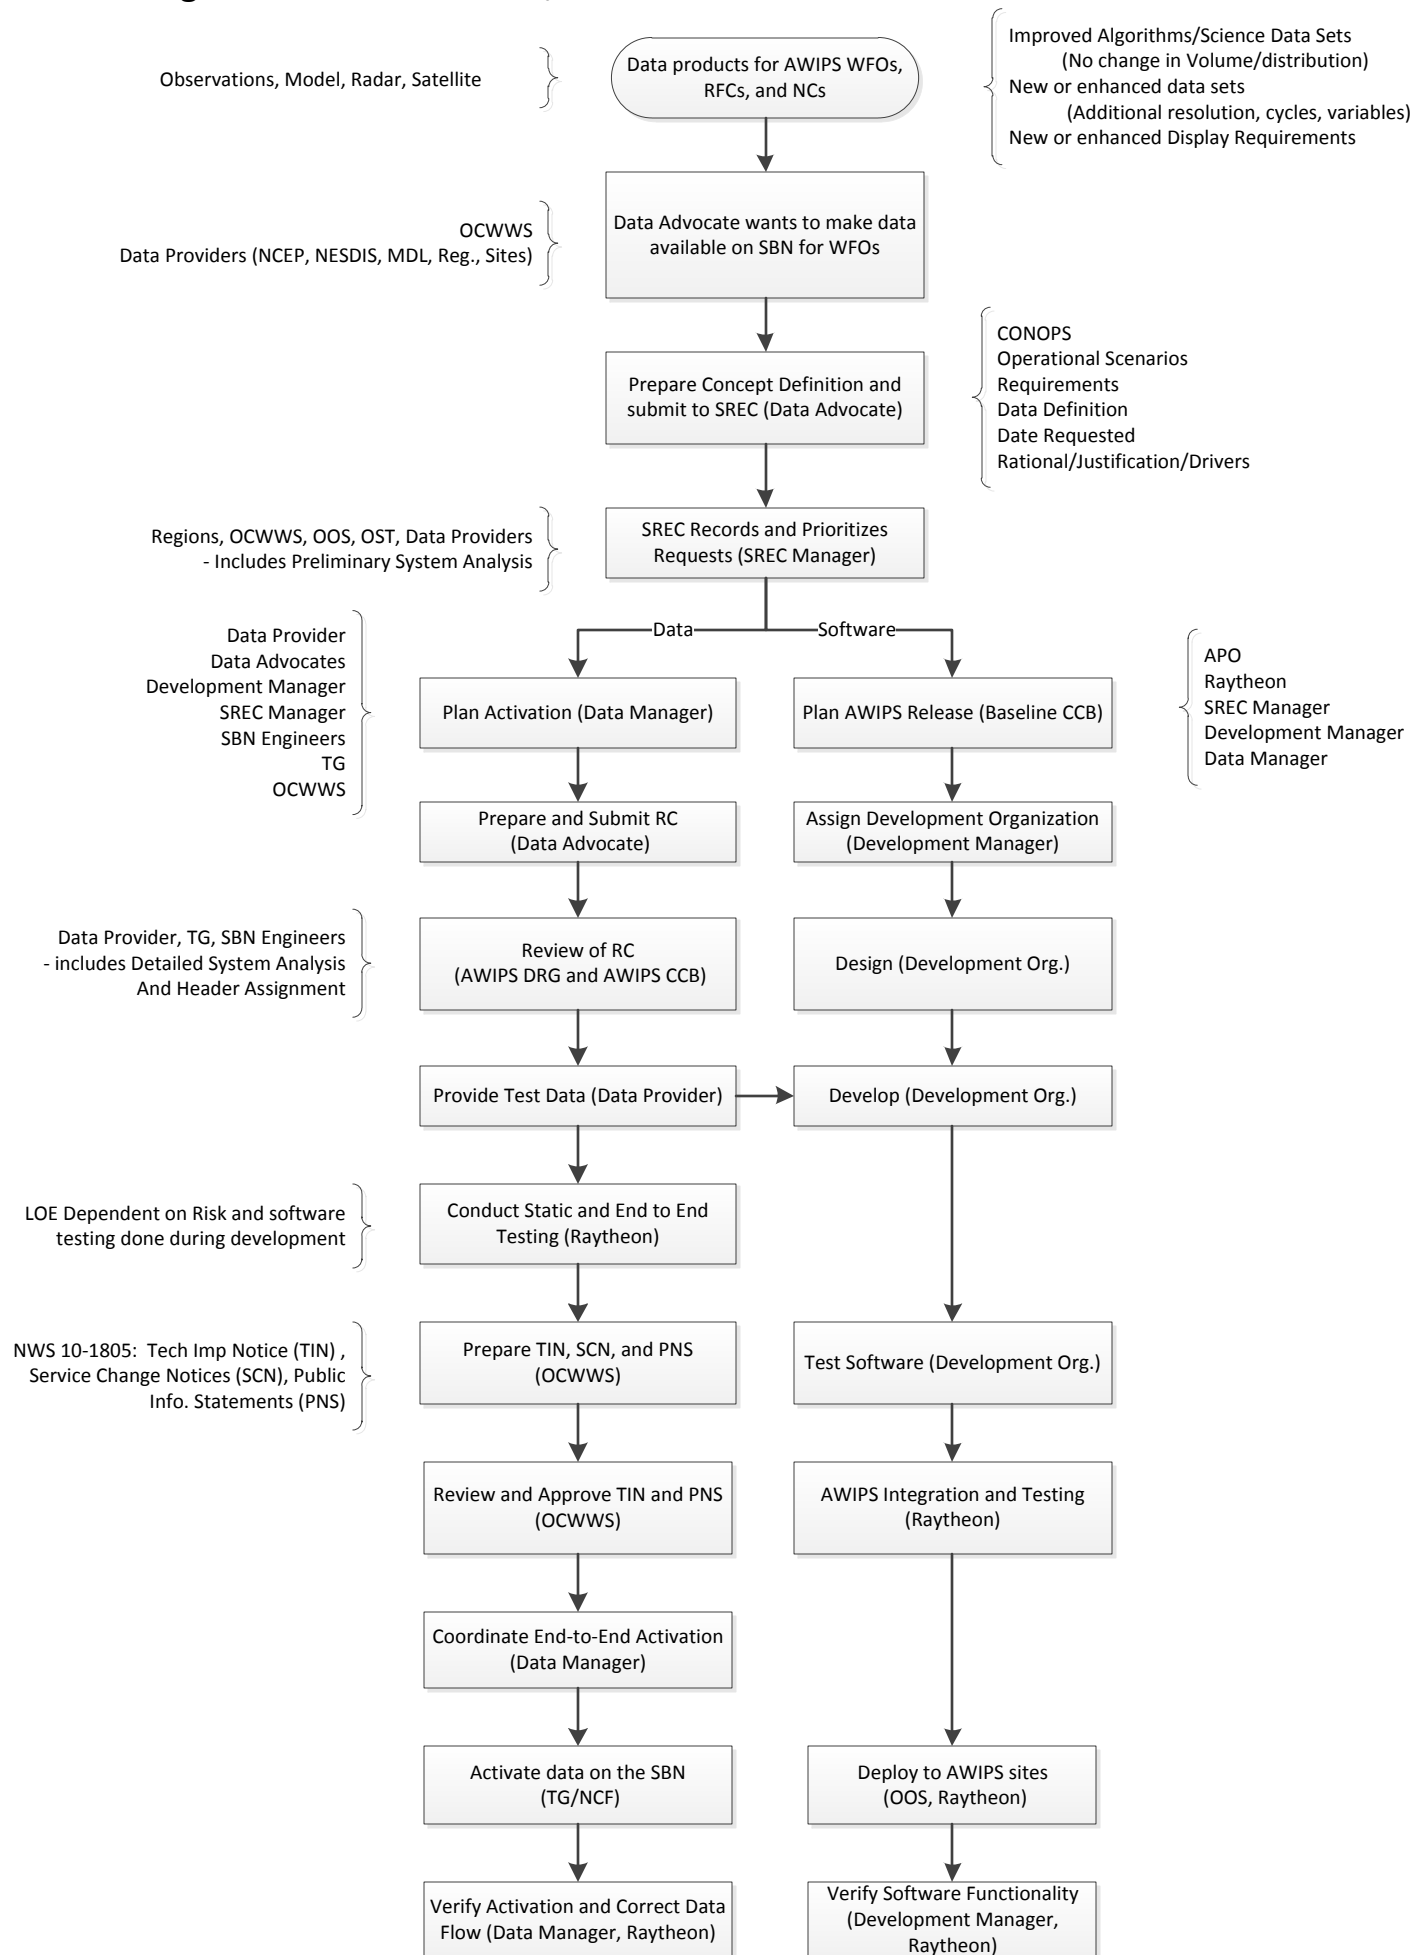 Observations, Model, Radar, Satellite
Data products for AWIPS WFOs,
RFCs, and NCs
Improved Algorithms/Science Data Sets
(No change in Volume/distribution)
New or enhanced data sets
(Additional resolution, cycles, variables)
New or enhanced Display Requirements
OCWWS
Data Providers (NCEP, NESDIS, MDL, Reg., Sites)
Data Advocate wants to make data
available on SBN for WFOs
Prepare Concept Definition and
submit to SREC (Data Advocate)
CONOPS
Operational Scenarios
Requirements
Data Definition
Date Requested
Rational/Justification/Drivers
Regions, OCWWS, OOS, OST, Data Providers
- Includes Preliminary System Analysis
SREC Records and Prioritizes
Requests (SREC Manager)
Data
Software
Data Provider
Data Advocates
Development Manager
SREC Manager
SBN Engineers
TG
OCWWS
Plan Activation (Data Manager)
Plan AWIPS Release (Baseline CCB)
APO
Raytheon
SREC Manager
Development Manager
Data Manager
Prepare and Submit RC
(Data Advocate)
Assign Development Organization
(Development Manager)
Data Provider, TG, SBN Engineers
- includes Detailed System Analysis
And Header Assignment
Review of RC
(AWIPS DRG and AWIPS CCB)
Design (Development Org.)
Provide Test Data (Data Provider)
Develop (Development Org.)
LOE Dependent on Risk and software
testing done during development
Conduct Static and End to End
Testing (Raytheon)
NWS 10-1805:  Tech Imp Notice (TIN) ,
Service Change Notices (SCN), Public
Info. Statements (PNS)
Prepare TIN, SCN, and PNS
(OCWWS)
Test Software (Development Org.)
Review and Approve TIN and PNS
(OCWWS)
AWIPS Integration and Testing
(Raytheon)
Coordinate End-to-End Activation
(Data Manager)
Activate data on the SBN
(TG/NCF)
Deploy to AWIPS sites
(OOS, Raytheon)
Verify Activation and Correct Data
Flow (Data Manager, Raytheon)
Verify Software Functionality
(Development Manager,
Raytheon)